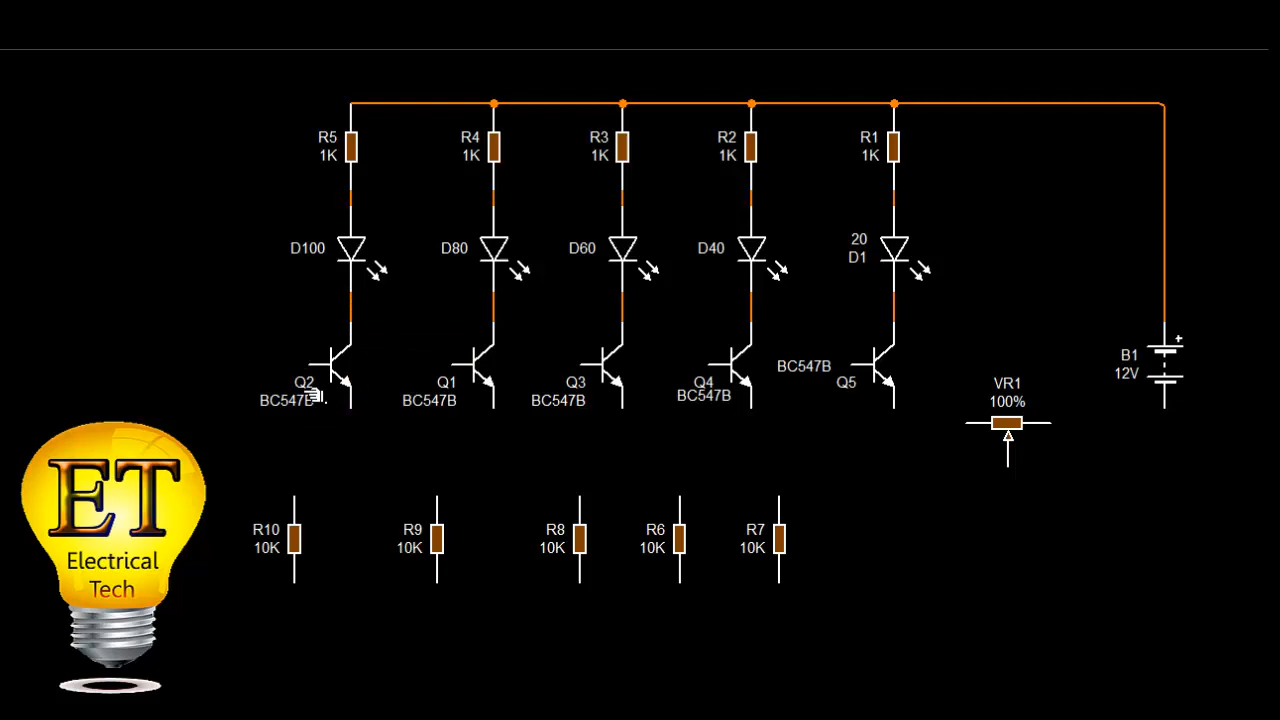 R5
1K
R4
1K
R3
1K
R2
1K
R1
1K
D100
D80
D60
D40
20
D1
Q2
BC547B
Q1
BC547B
Q3
BC547B
Q4
BC547B
BC547B
Q5
VR1
100%
B1
12V
+
R10
10K
R9
10K
R8
10K
R6
10K
R7
10K
ET
Electrical
Tech